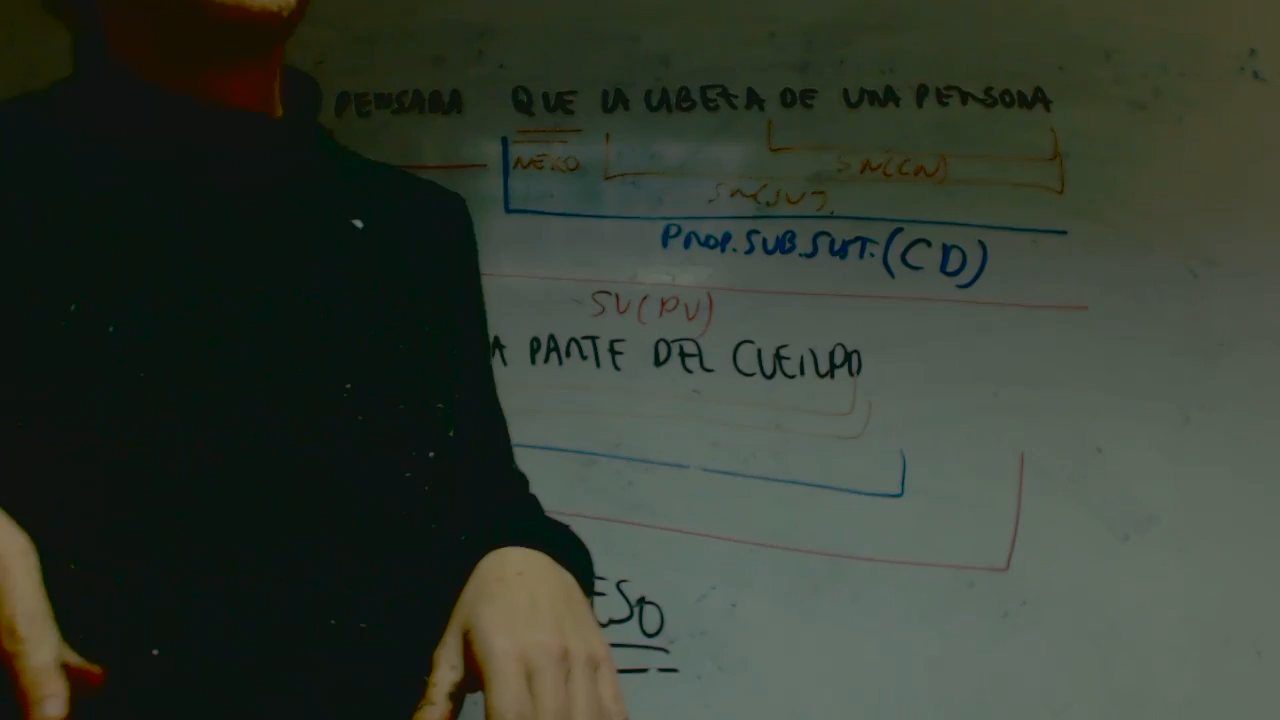 PENSABA QUE LA CABEZA DE UNA PERSONA
NEXO
SN(CN)
SN(SUJ).
PROP.SUB.SUST.(CD)
SV(PV)
A PARTE DEL CUERPO
ESO